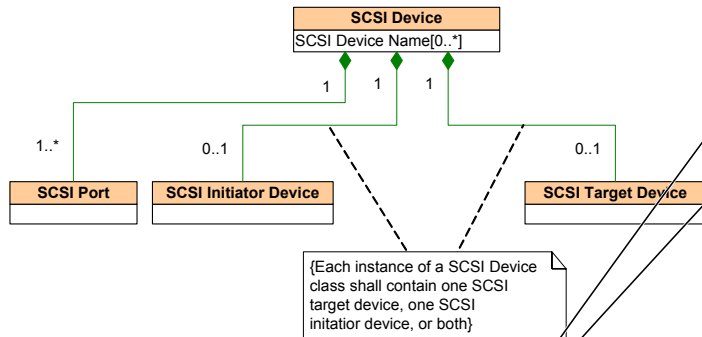 SCSI Device
SCSI Device Name[0..*]
1
1
1
1..*
0..1
0..1
SCSI Port
SCSI Initiator Device
SCSI Target Device
{Each instance of a SCSI Device
class shall contain one SCSI
target device, one SCSI
initatior device, or both}